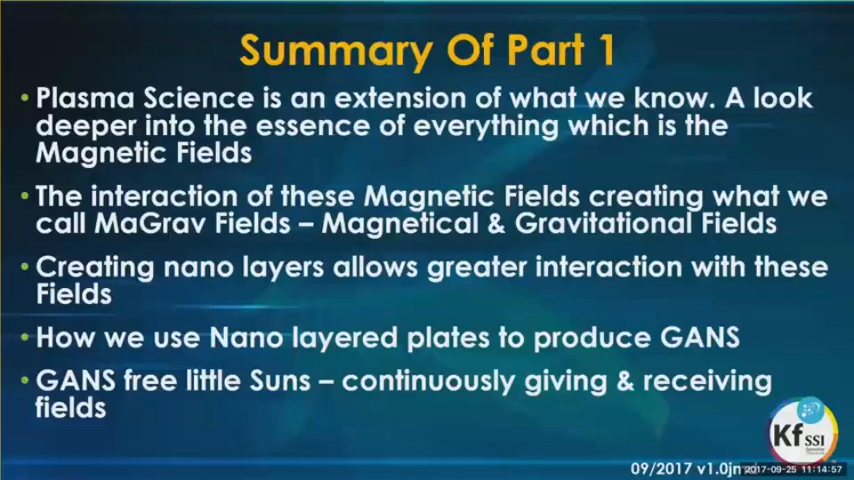 Summary Of Part 1
• Plasma Science is an extension of what we know. A look
deeper into the essence of everything which is the
Magnetic Fields
• The interaction of these Magnetic Fields creating what we
call MaGrav Fields – Magnetical & Gravitational Fields
• Creating nano layers allows greater interaction with these
Fields
• How we use Nano layered plates to produce GANS
• GANS free little Suns – continuously giving & receiving
fields
Kf SSI
09/2017 v1.0jn 2017-09-25 11:14:57